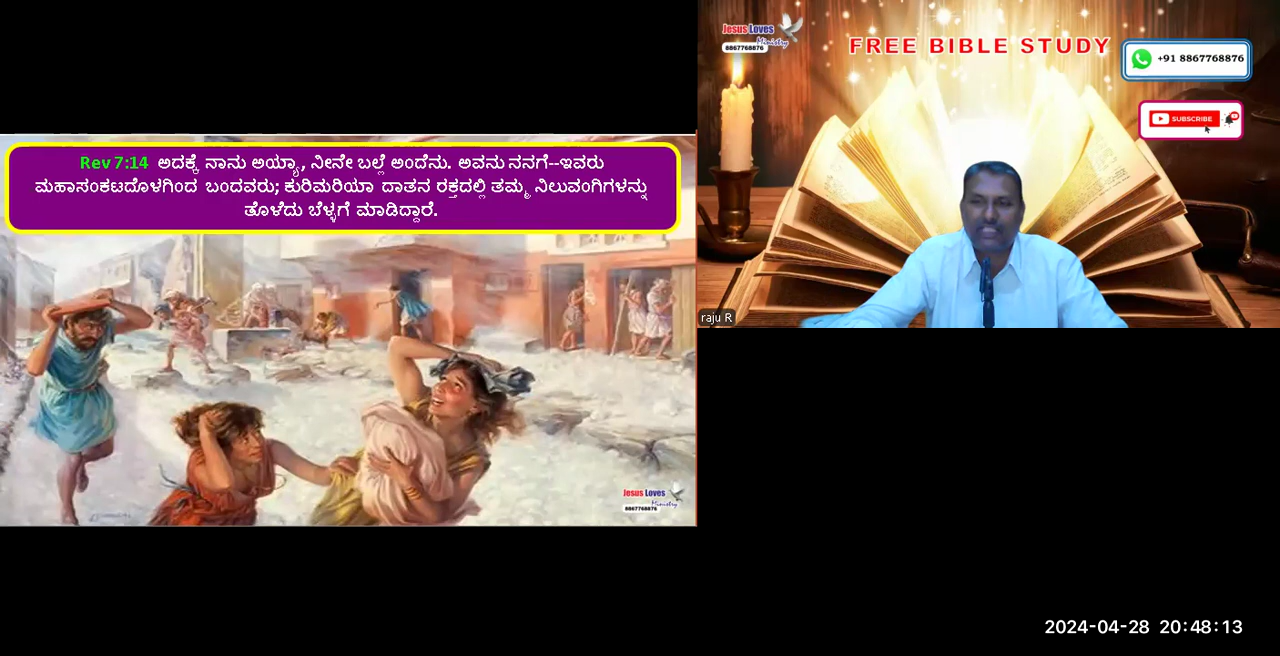 Rev 7:14 ಅದಕ್ಕೆ ನಾನು ಅಯ್ಯಾ, ನೀನೇ ಬಲ್ಲೆ ಅಂದೆನು. ಅವನು ನನಗೆ--ಇವರು
ಮಹಾಸಂಕಟದೊಳಗಿಂದ ಬಂದವರು; ಕುರಿಮರಿಯಾ ದಾತನ ರಕ್ತದಲ್ಲಿ ತಮ್ಮ ನಿಲುವಂಗಿಗಳನ್ನು
ತೊಳೆದು ಬೆಳ್ಳಗೆ ಮಾಡಿದ್ದಾರೆ.
Jesus Loves
Ministry
8867768876
Jesus Loves
Ministry
8867768876
FREE BIBLE STUDY
+91 8867768876
SUBSCRIBE
raju R
2024-04-28 20:48:13